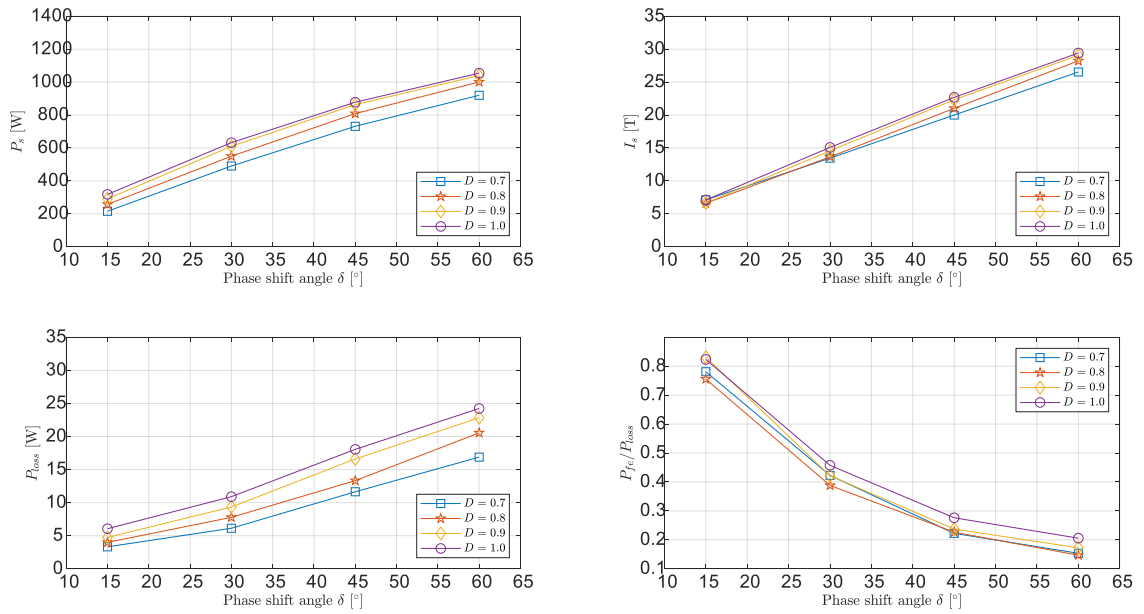 1400
1200
1000
800
600
400
200
0
P_s [W]
10 15 20 25 30 35 40 45 50 55 60 65
Phase shift angle δ [°]
D = 0.7
D = 0.8
D = 0.9
D = 1.0
35
30
25
20
15
10
5
0
I_s [T]
10 15 20 25 30 35 40 45 50 55 60 65
Phase shift angle δ [°]
D = 0.7
D = 0.8
D = 0.9
D = 1.0
35
30
25
20
15
10
5
0
P_loss [W]
10 15 20 25 30 35 40 45 50 55 60 65
Phase shift angle δ [°]
D = 0.7
D = 0.8
D = 0.9
D = 1.0
0.8
0.7
0.6
0.5
0.4
0.3
0.2
0.1
P_fe/P_loss
10 15 20 25 30 35 40 45 50 55 60 65
Phase shift angle δ [°]
D = 0.7
D = 0.8
D = 0.9
D = 1.0